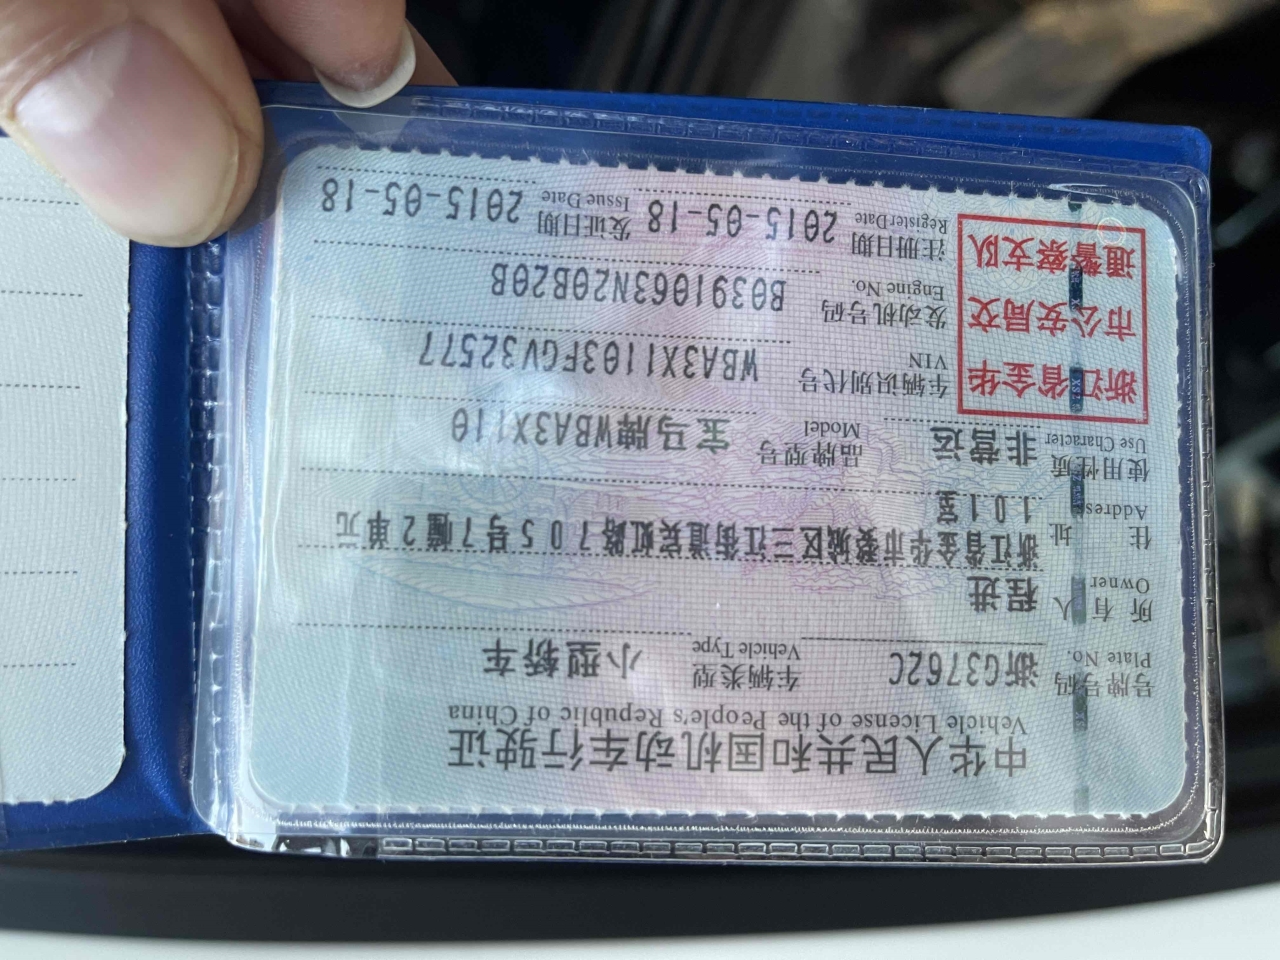 中华人民共和国机动车行驶证
Vehicle License of the People's Republic of China
号牌号码 浙G3762C 车辆类型 小型轿车
Plate No. Vehicle Type
所有人 程进
Owner
住址 浙江省金华市婺城区三江街道宾虹路705号7幢2单元
Address 101室
使用性质 非营运 品牌型号 宝马牌WBA3X110
Use Character Model
浙江省金华
市公安局交
通警察支队
车辆识别代号 WBA3X1103FGV32577
VIN
发动机号码 B0391063N20B20B
Engine No.
注册日期 2015-05-18 发证日期 2015-05-18
Register Date Issue Date